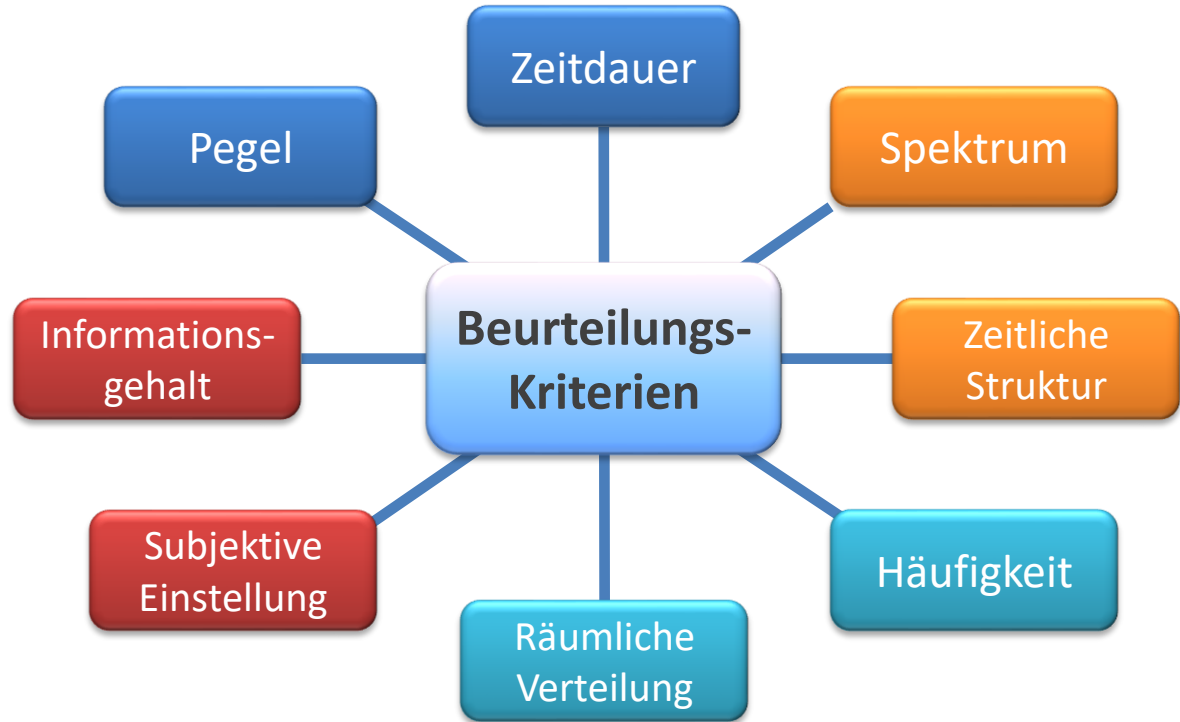 Zeitdauer
Pegel
Spektrum
Informations-
gehalt
Beurteilungs-
Kriterien
Zeitliche
Struktur
Subjektive
Einstellung
Häufigkeit
Räumliche
Verteilung